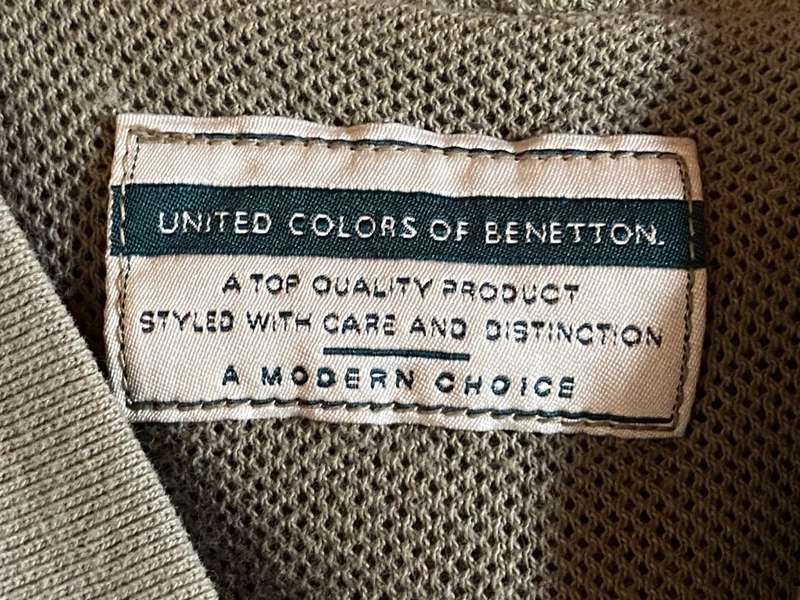 UNITED COLORS OF BENETTON.
A TOP QUALITY PRODUCT
STYLED WITH CARE AND DISTINCTION
A MODERN CHOICE